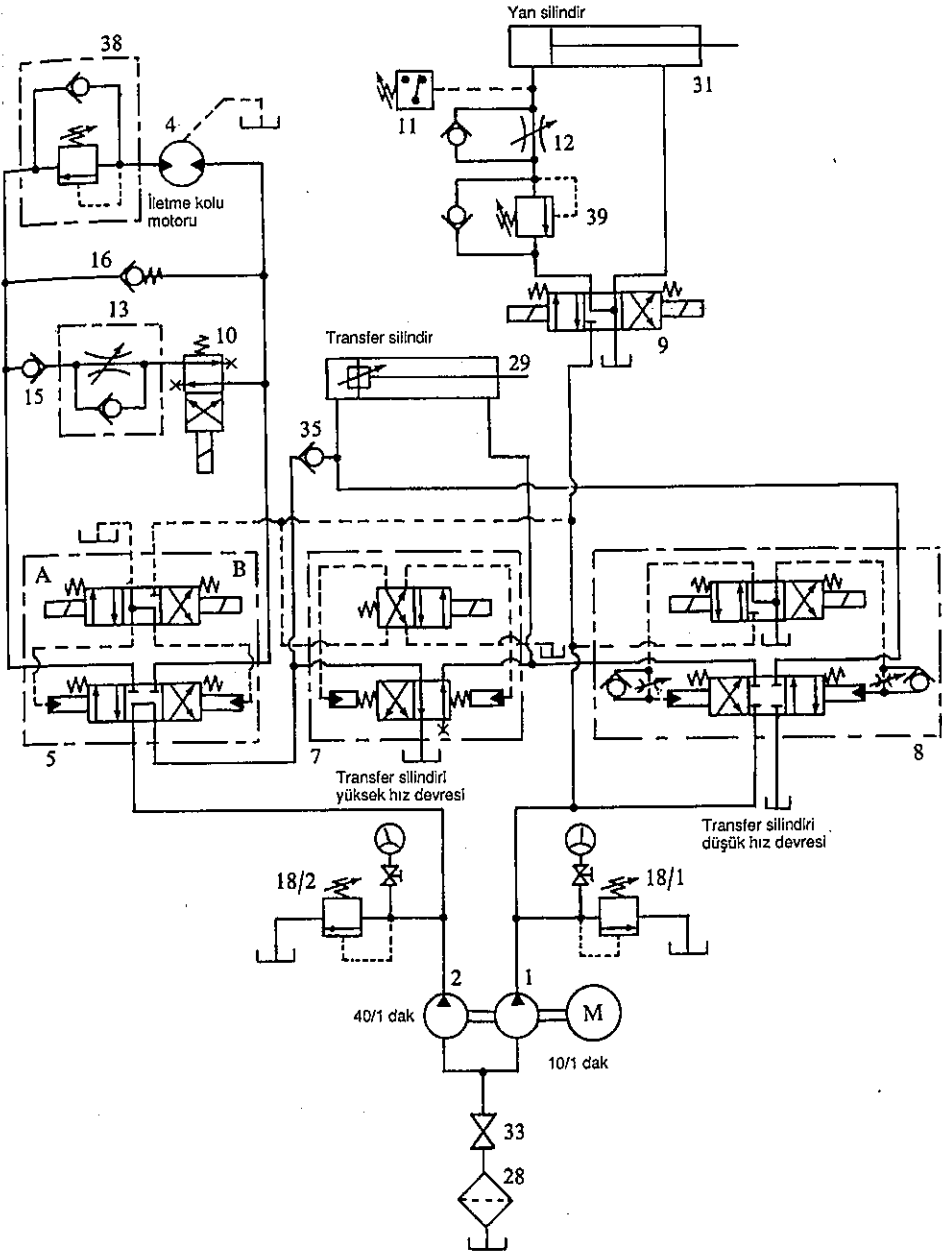 Yan silindir
38
31
4
11
12
İletme kolu
motoru
39
16
13
10
Transfer silindir
9
29
15
35
A
B
5
7
8
Transfer silindiri
yüksek hız devresi
Transfer silindiri
düşük hız devresi
18/2
18/1
2
1
40/1 dak
M
10/1 dak
33
28